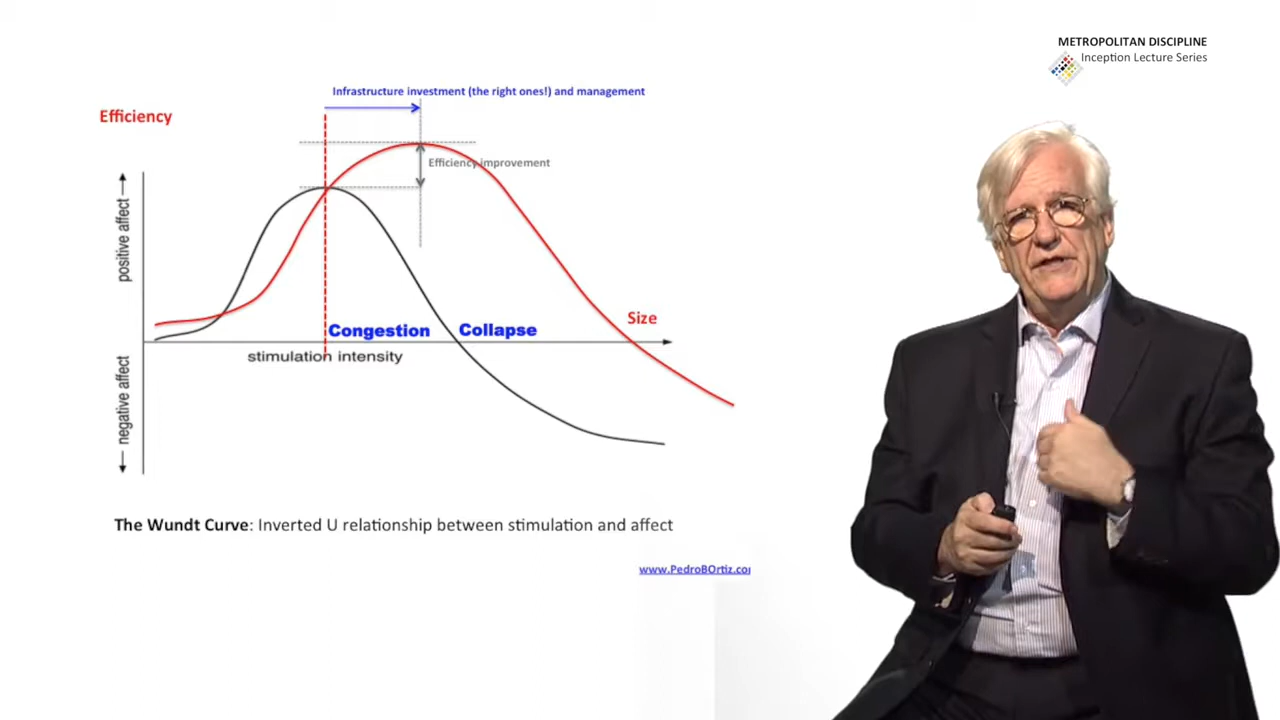 METROPOLITAN DISCIPLINE
Inception Lecture Series
Infrastructure investment (the right ones!) and management
Efficiency
Efficiency improvement
positive affect
negative affect
Size
Congestion
Collapse
stimulation intensity
The Wundt Curve: Inverted U relationship between stimulation and affect
www.PedroBOrtiz.co